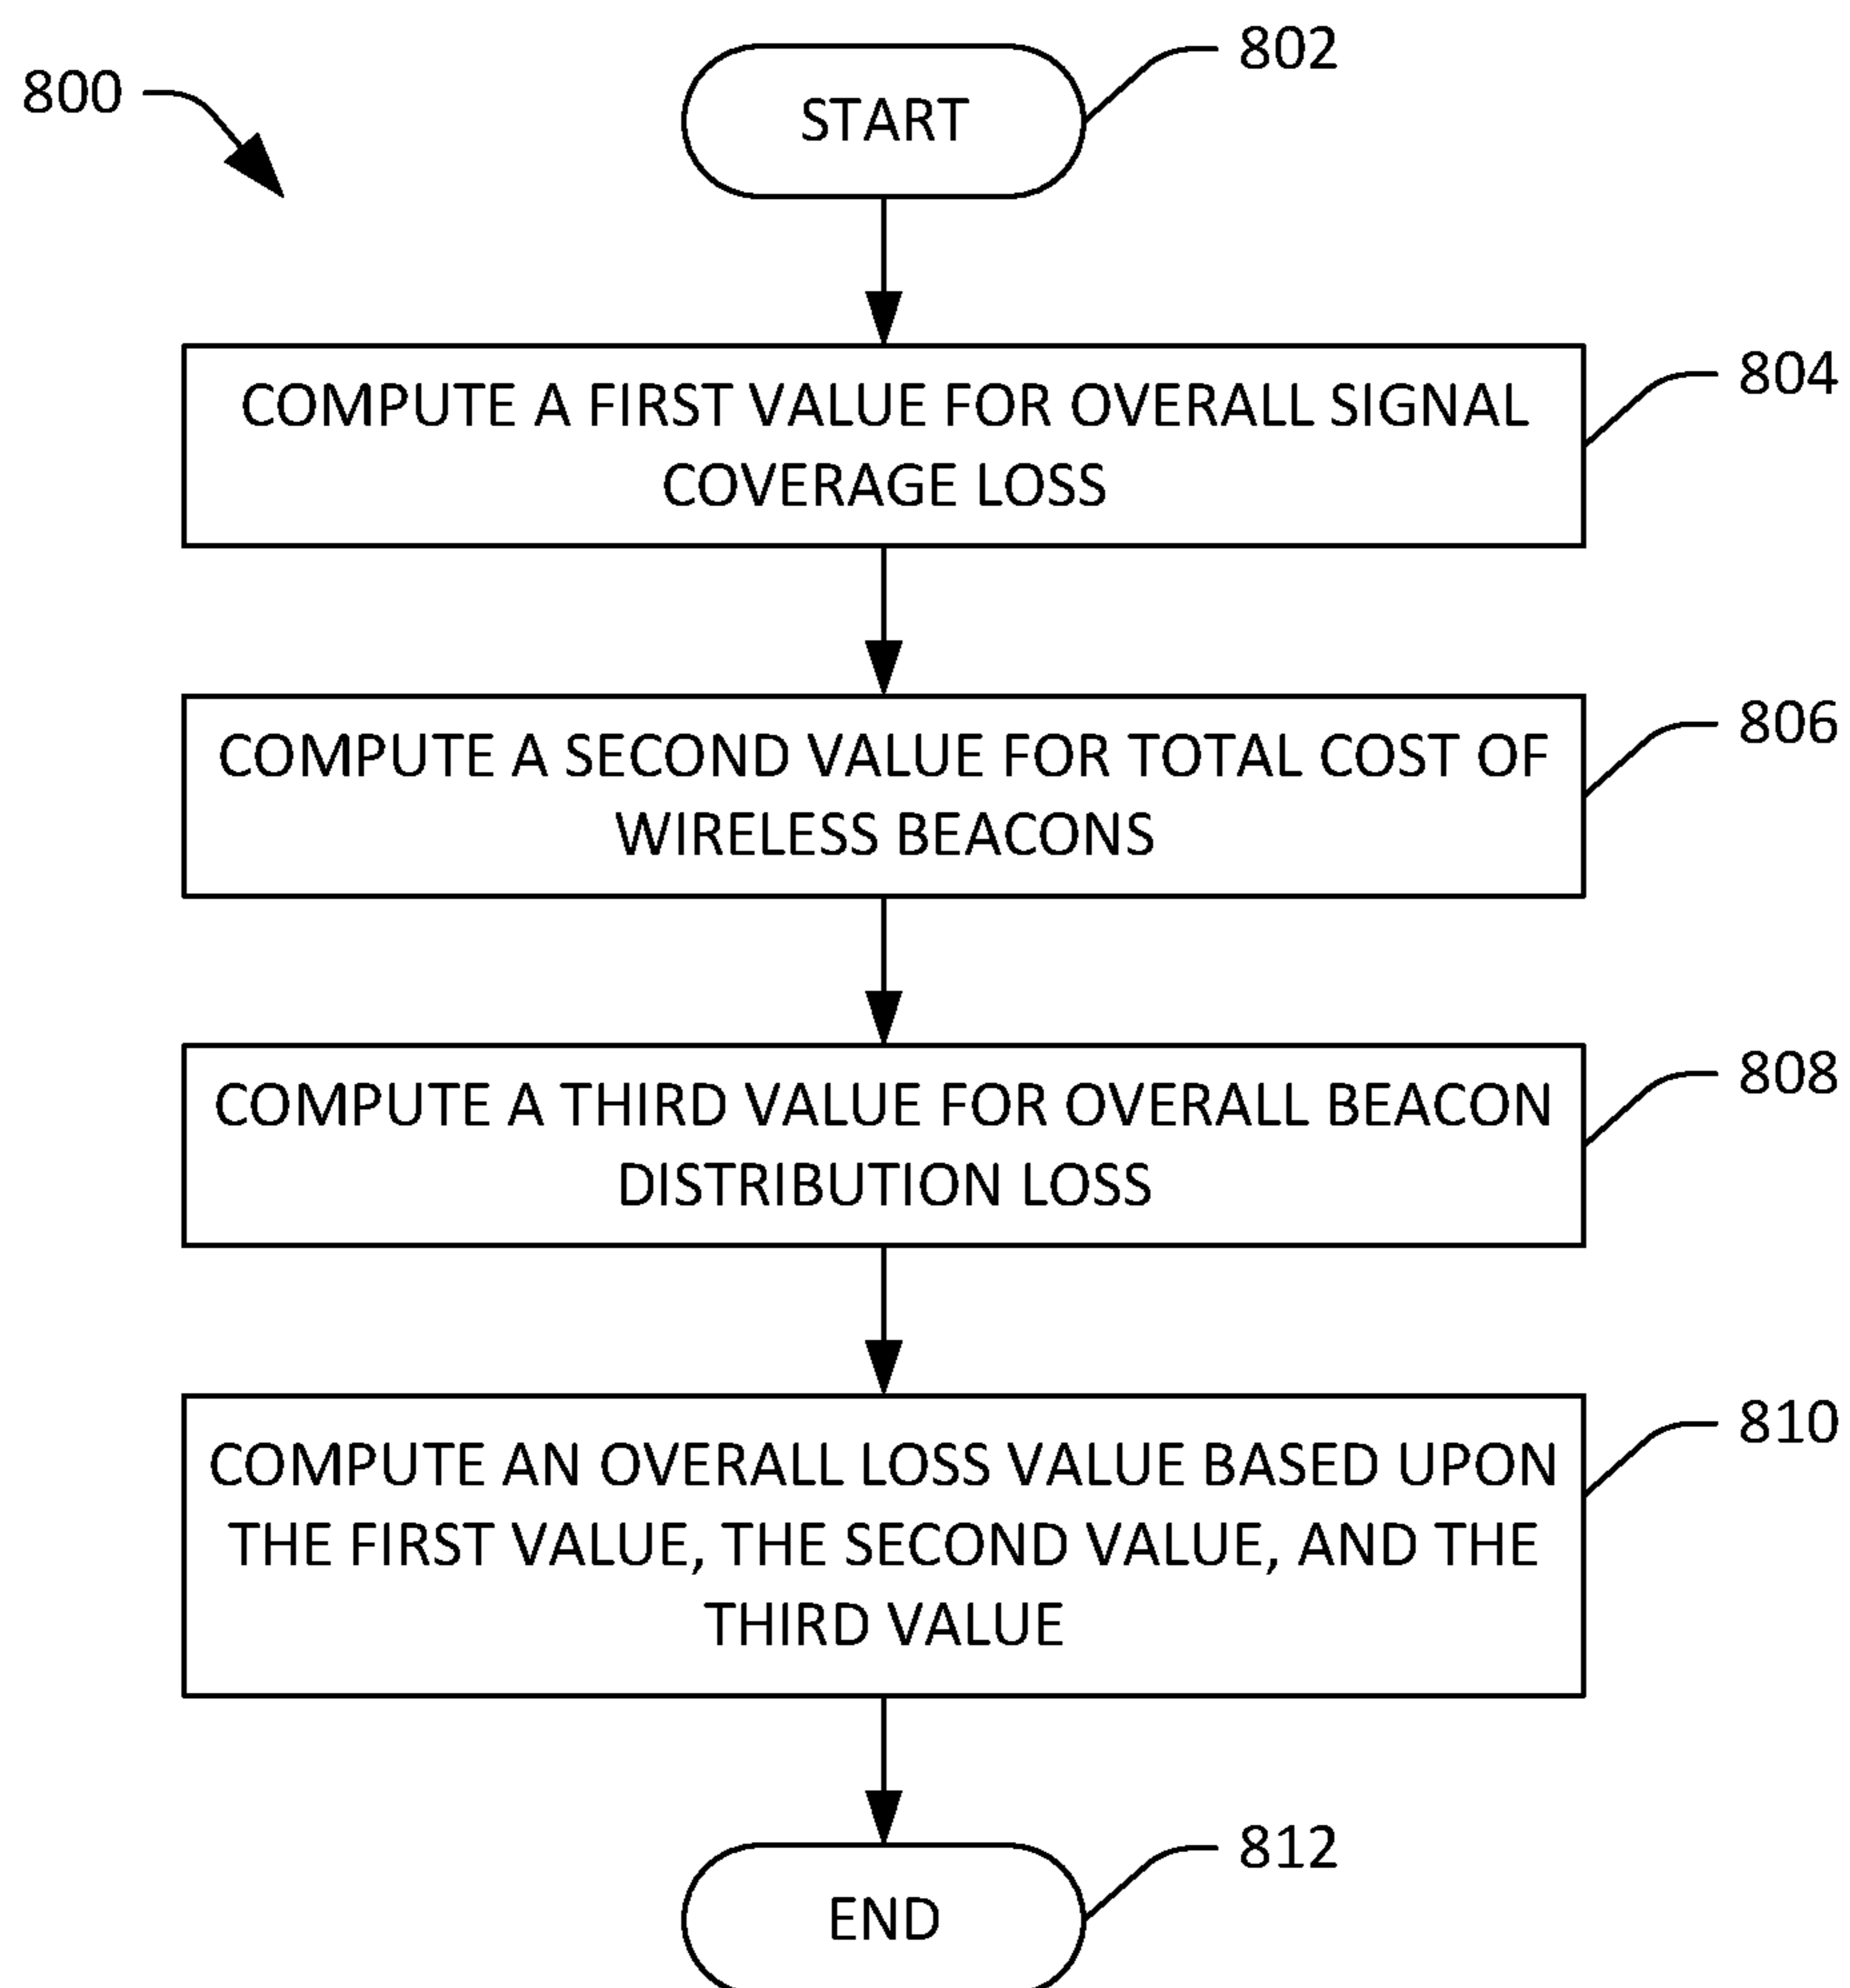 800
802
START
804
COMPUTE A FIRST VALUE FOR OVERALL SIGNAL
COVERAGE LOSS
806
COMPUTE A SECOND VALUE FOR TOTAL COST OF
WIRELESS BEACONS
808
COMPUTE A THIRD VALUE FOR OVERALL BEACON
DISTRIBUTION LOSS
810
COMPUTE AN OVERALL LOSS VALUE BASED UPON
THE FIRST VALUE, THE SECOND VALUE, AND THE
THIRD VALUE
812
END